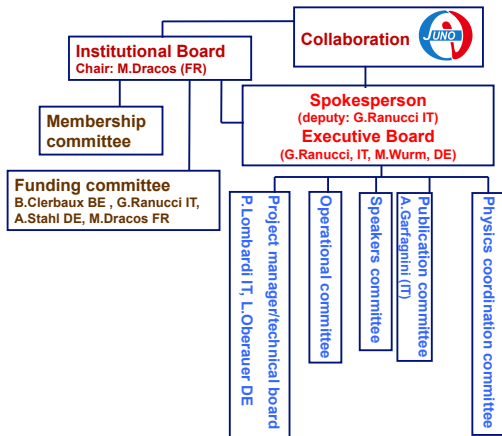 Collaboration
JUNO
Institutional Board
Chair: M.Dracos (FR)
Spokesperson
(deputy: G.Ranucci IT)
Executive Board
(G.Ranucci, IT, M.Wurm, DE)
Membership
committee
Funding committee
B.Clerbaux BE , G.Ranucci IT,
A.Stahl DE, M.Dracos FR
Project manager/technical board
P.Lombardi IT, L.Oberauer DE
Operational committee
Speakers committee
Publication committee
A.Garfagnini (IT)
Physics coordination committee